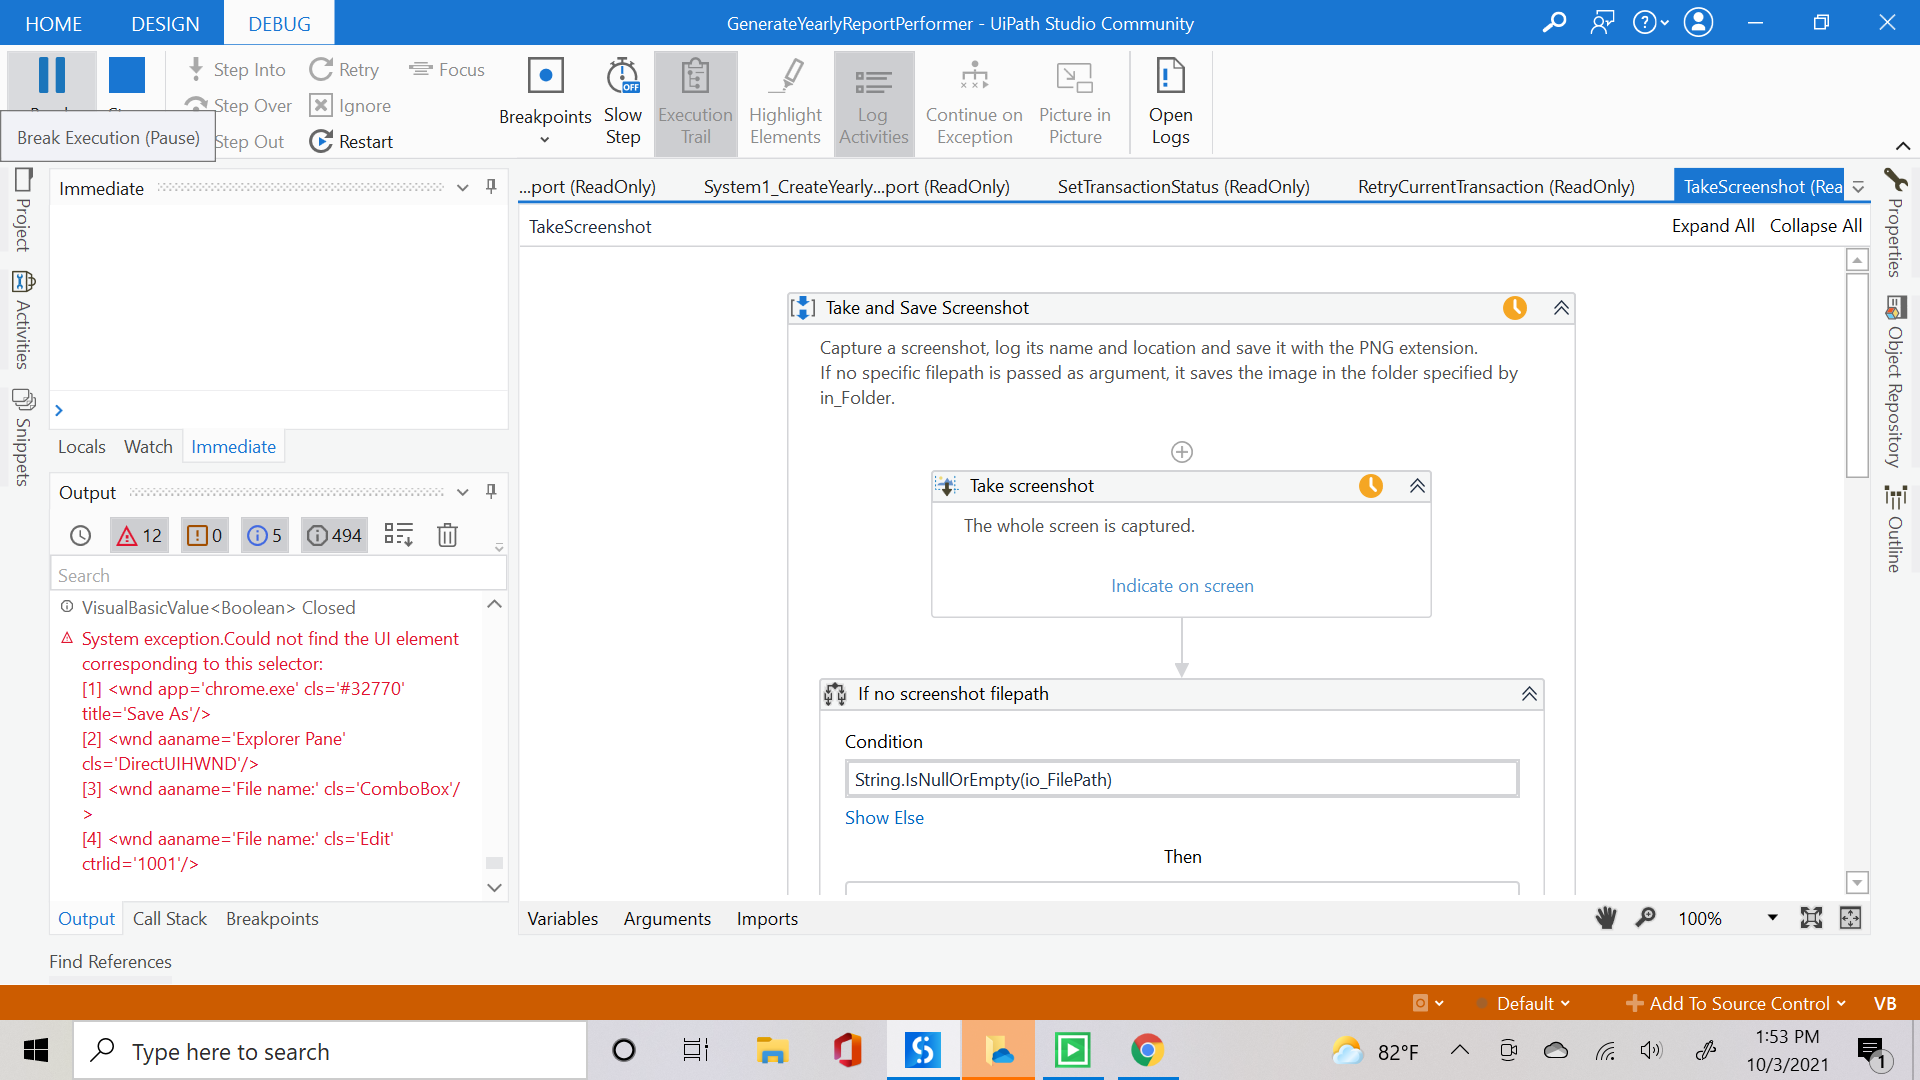 HOME DESIGN DEBUG GenerateYearlyReportPerformer - UiPath Studio Community
Step Into Retry Focus
Step Over Ignore
Break Execution (Pause) Step Out Restart
Breakpoints Slow Step Execution Trail Highlight Elements Log Activities Continue on Exception Picture in Picture Open Logs
OFF
Immediate
...port (ReadOnly) System1_CreateYearly...port (ReadOnly) SetTransactionStatus (ReadOnly) RetryCurrentTransaction (ReadOnly) TakeScreenshot (Rea
TakeScreenshot Expand All Collapse All
Project
Activities
Snippets
Properties
Object Repository
Outline
Locals Watch Immediate
Output
12 0 5 494
Search
VisualBasicValue<Boolean> Closed
System exception.Could not find the UI element
corresponding to this selector:
[1] <wnd app='chrome.exe' cls='#32770'
title='Save As'/>
[2] <wnd aaname='Explorer Pane'
cls='DirectUIHWND'/>
[3] <wnd aaname='File name:' cls='ComboBox'/
>
[4] <wnd aaname='File name:' cls='Edit'
ctrlid='1001'/>
Output Call Stack Breakpoints
Find References
Take and Save Screenshot
Capture a screenshot, log its name and location and save it with the PNG extension.
If no specific filepath is passed as argument, it saves the image in the folder specified by
in_Folder.
Take screenshot
The whole screen is captured.
Indicate on screen
If no screenshot filepath
Condition
String.IsNullOrEmpty(io_FilePath)
Show Else
Then
Variables Arguments Imports 100%
Default Add To Source Control VB
Type here to search
82°F
1:53 PM
10/3/2021
1